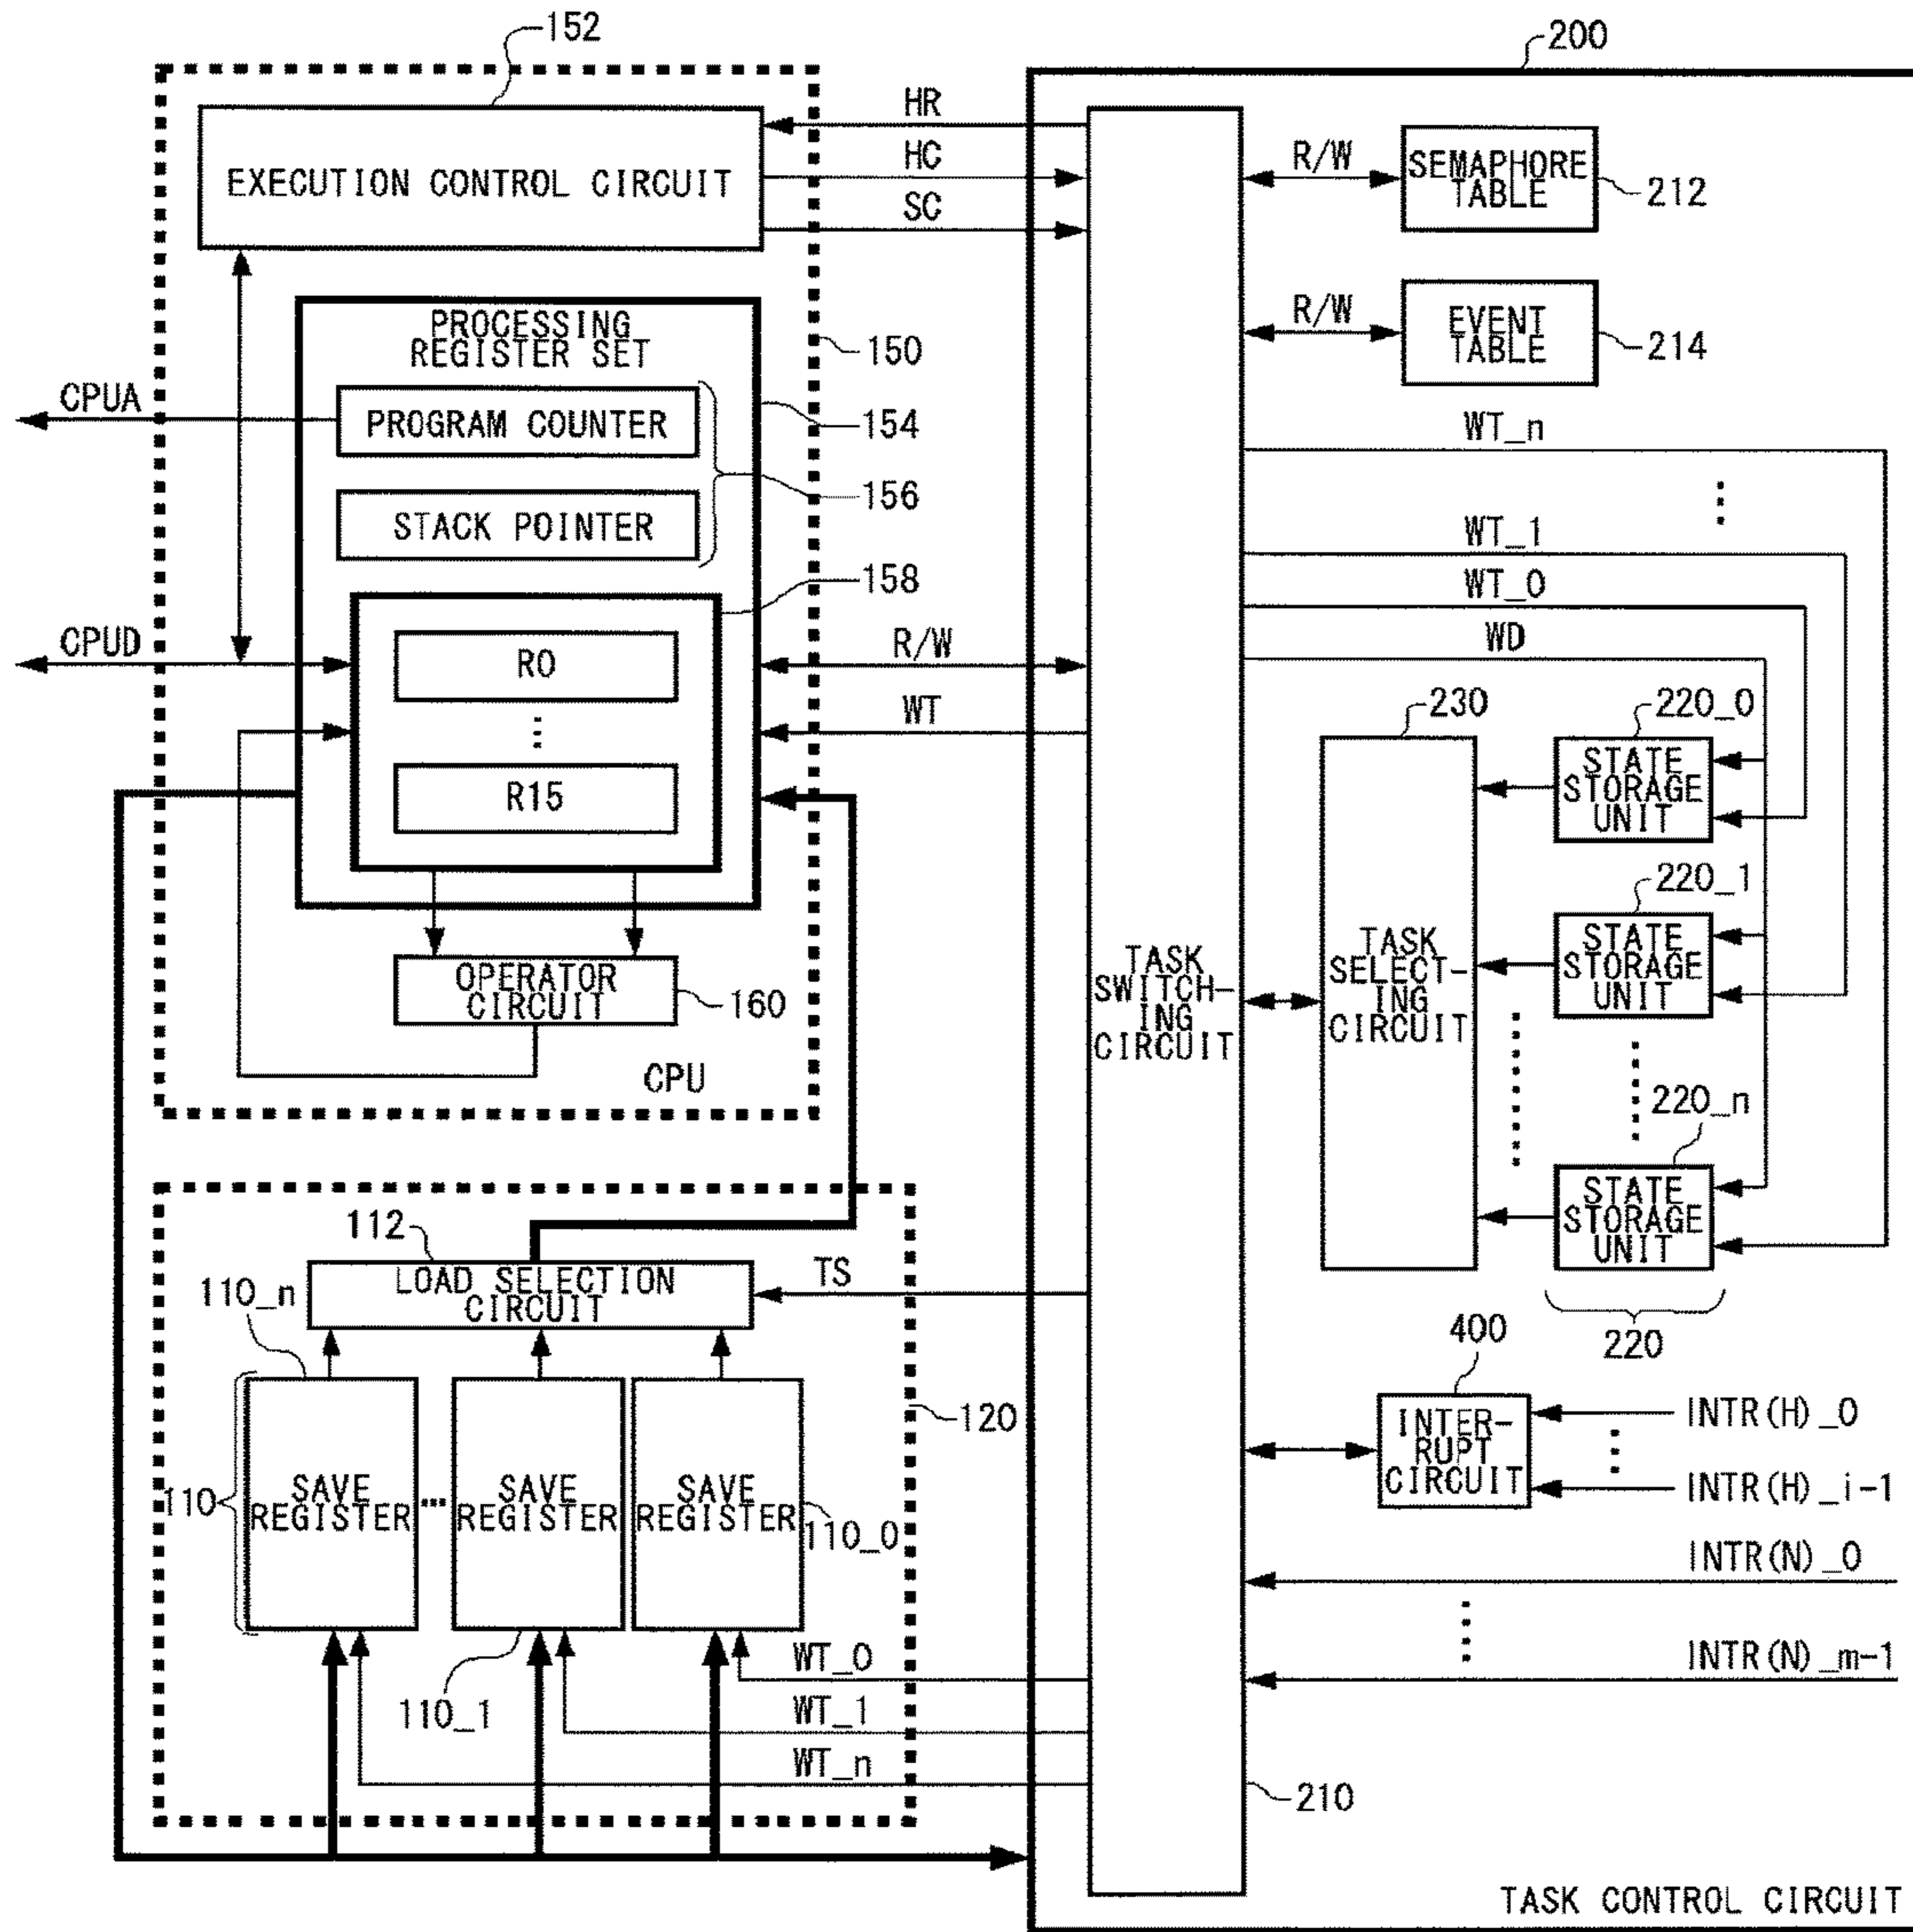 152
200
HR
EXECUTION CONTROL CIRCUIT
HC
SC
R/W
SEMAPHORE
TABLE
212
PROCESSING
REGISTER SET
150
R/W
EVENT
TABLE
214
CPUA
PROGRAM COUNTER
154
WT_n
156
STACK POINTER
WT_1
158
WT_0
CPUD
R0
R/W
WD
WT
230
220_0
STATE
STORAGE
UNIT
R15
220_1
STATE
STORAGE
UNIT
OPERATOR
CIRCUIT
160
TASK
SWITCH-
ING
CIRCUIT
TASK
SELECT-
ING
CIRCUIT
CPU
220_n
STATE
STORAGE
UNIT
112
LOAD SELECTION
CIRCUIT
TS
110_n
220
400
120
INTER-
RUPT
CIRCUIT
INTR(H)_0
INTR(H)_i-1
110
SAVE
REGISTER
SAVE
REGISTER
SAVE
REGISTER
110_0
INTR(N)_0
INTR(N)_m-1
WT_0
110_1
WT_1
WT_n
210
TASK CONTROL CIRCUIT